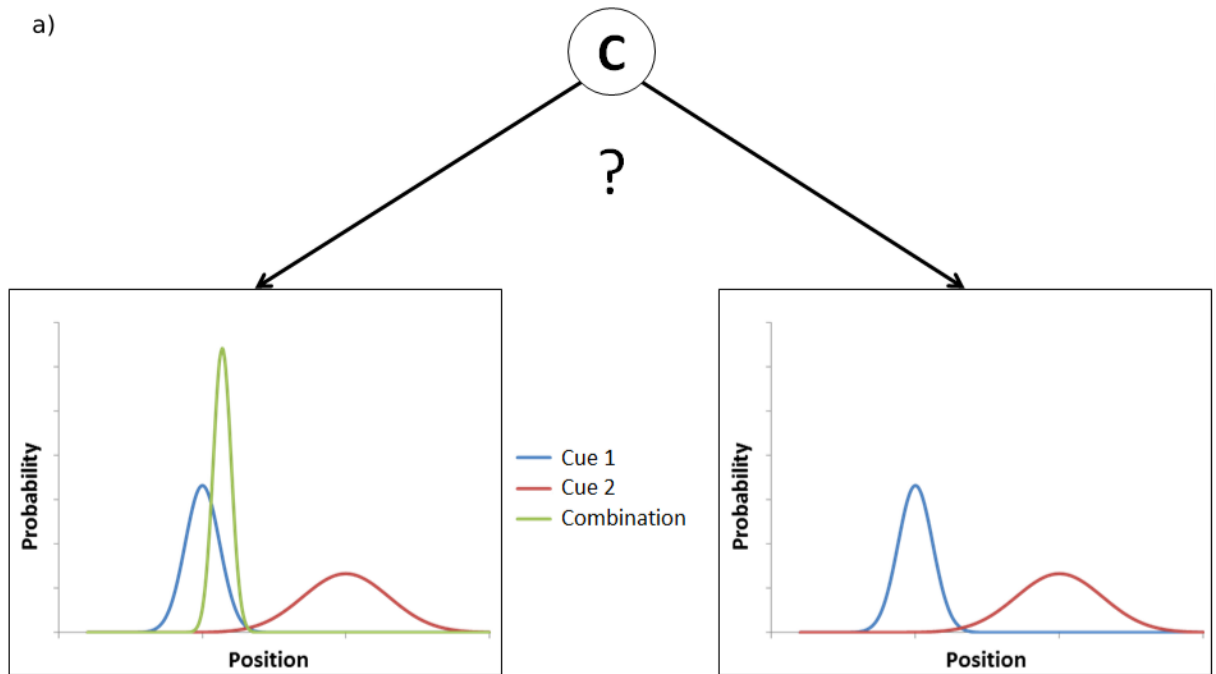 a)
C
?
Probability
Position
Cue 1
Cue 2
Combination
Probability
Position